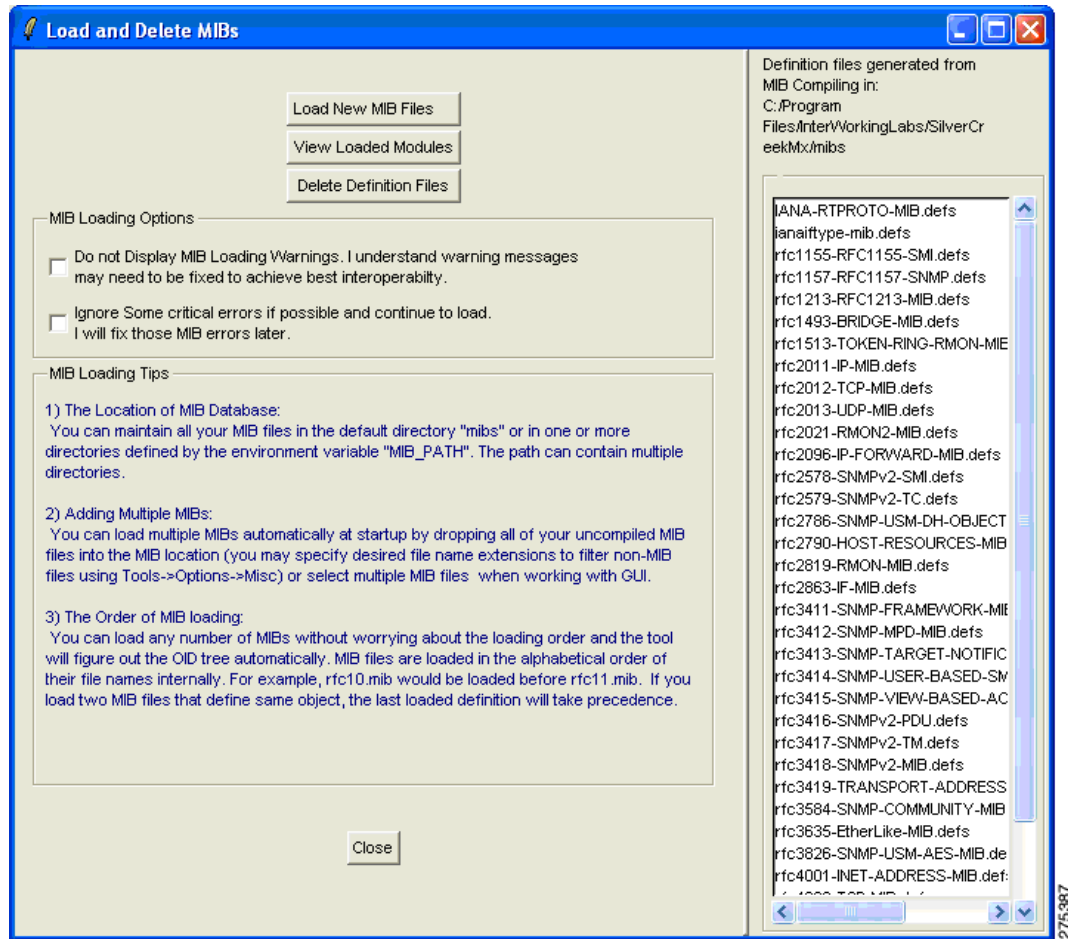 Load and Delete MIBs
Load New MIB Files
View Loaded Modules
Delete Definition Files
MIB Loading Options
Do not Display MIB Loading Warnings. I understand warning messages
may need to be fixed to achieve best interoperabilty.
Ignore Some critical errors if possible and continue to load.
I will fix those MIB errors later.
MIB Loading Tips
1) The Location of MIB Database:
You can maintain all your MIB files in the default directory "mibs" or in one or more
directories defined by the environment variable "MIB_PATH". The path can contain multiple
directories.
2) Adding Multiple MIBs:
You can load multiple MIBs automatically at startup by dropping all of your uncompiled MIB
files into the MIB location (you may specify desired file name extensions to filter non-MIB
files using Tools->Options->Misc) or select multiple MIB files when working with GUI.
3) The Order of MIB loading:
You can load any number of MIBs without worrying about the loading order and the tool
will figure out the OID tree automatically. MIB files are loaded in the alphabetical order of
their file names internally. For example, rfc10.mib would be loaded before rfc11.mib. If you
load two MIB files that define same object, the last loaded definition will take precedence.
Close
Definition files generated from
MIB Compiling in:
C:/Program
Files/InterWorkingLabs/SilverCr
eekMx/mibs
IANA-RTPROTO-MIB.defs
ianaiftype-mib.defs
rfc1155-RFC1155-SMI.defs
rfc1157-RFC1157-SNMP.defs
rfc1213-RFC1213-MIB.defs
rfc1493-BRIDGE-MIB.defs
rfc1513-TOKEN-RING-RMON-MIE
rfc2011-IP-MIB.defs
rfc2012-TCP-MIB.defs
rfc2013-UDP-MIB.defs
rfc2021-RMON2-MIB.defs
rfc2096-IP-FORWARD-MIB.defs
rfc2578-SNMPv2-SMI.defs
rfc2579-SNMPv2-TC.defs
rfc2786-SNMP-USM-DH-OBJECT
rfc2790-HOST-RESOURCES-MIB
rfc2819-RMON-MIB.defs
rfc2863-IF-MIB.defs
rfc3411-SNMP-FRAMEWORK-MIE
rfc3412-SNMP-MPD-MIB.defs
rfc3413-SNMP-TARGET-NOTIFIC
rfc3414-SNMP-USER-BASED-SM
rfc3415-SNMP-VIEW-BASED-AC
rfc3416-SNMPv2-PDU.defs
rfc3417-SNMPv2-TM.defs
rfc3418-SNMPv2-MIB.defs
rfc3419-TRANSPORT-ADDRESS
rfc3584-SNMP-COMMUNITY-MIB
rfc3635-EtherLike-MIB.defs
rfc3826-SNMP-USM-AES-MIB.de
rfc4001-INET-ADDRESS-MIB.def
275387